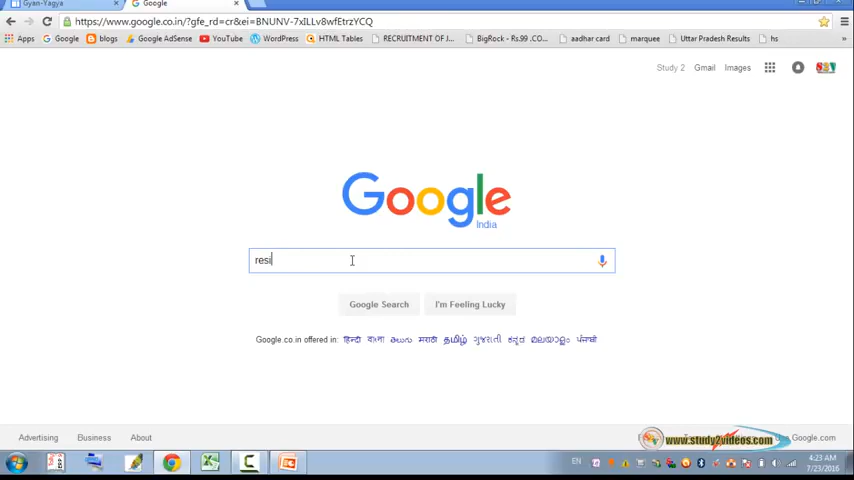 Gyan-Yagya
Google
https://www.google.co.in/?gfe_rd=cr&ei=BNUNV-7xILLv8wfEtrzYCQ
Apps Google blogs Google AdSense YouTube WordPress HTML Tables RECRUITMENT OF J... BigRock - Rs.99 .CO... aadhar card marquee Uttar Pradesh Results hs
Study 2 Gmail Images
Google
India
resi
Google Search I'm Feeling Lucky
Google.co.in offered in: हिन्दी বাংলা తెలుగు मराठी தமிழ் ગુજરાતી ಕನ್ನಡ മലയാളം ਪੰਜਾਬੀ
Advertising Business About Use Google.com
www.study2videos.com
EN
4:23 AM
7/23/2016